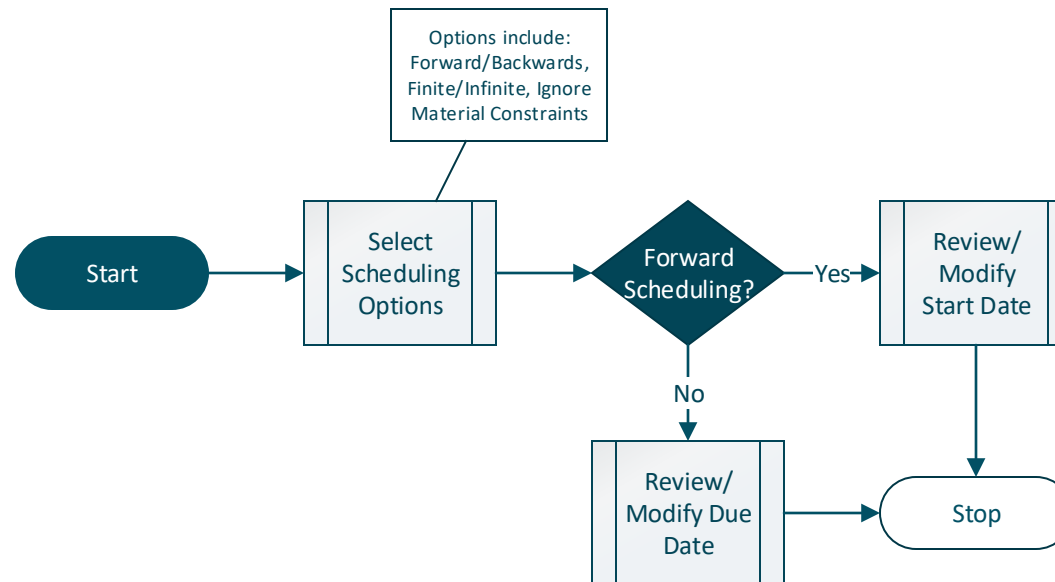 Options include:
Forward/Backwards,
Finite/Infinite, Ignore
Material Constraints
Start
Select
Scheduling
Options
Forward
Scheduling?
Yes
Review/
Modify
Start Date
No
Review/
Modify Due
Date
Stop